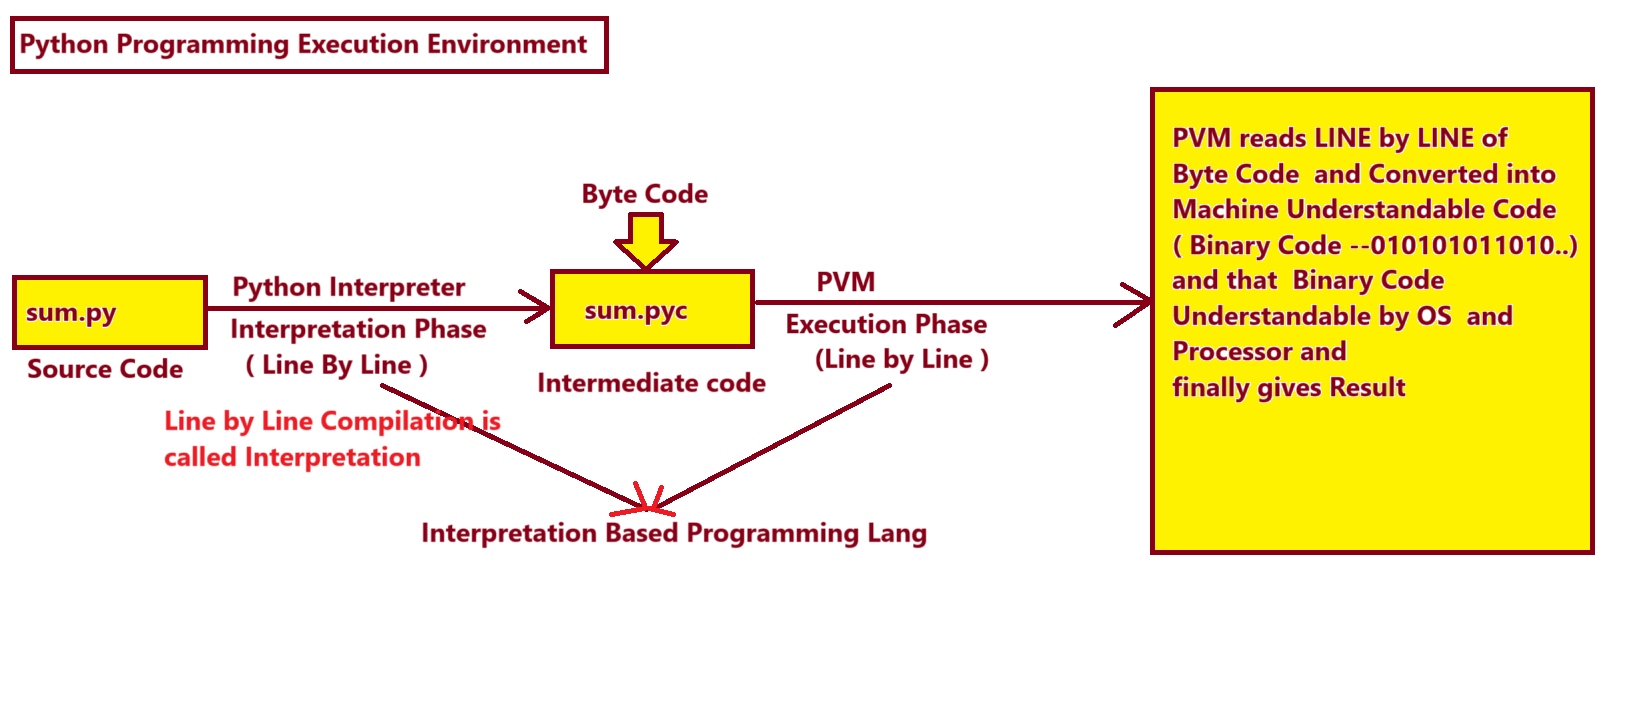 Python Programming Execution Environment
Byte Code
sum.py
Source Code
Python Interpreter
Interpretation Phase
( Line By Line )
sum.pyc
Intermediate code
PVM
Execution Phase
(Line by Line )
Line by Line Compilation is
called Interpretation
Interpretation Based Programming Lang
PVM reads LINE by LINE of
Byte Code and Converted into
Machine Understandable Code
( Binary Code --010101011010..)
and that Binary Code
Understandable by OS and
Processor and
finally gives Result